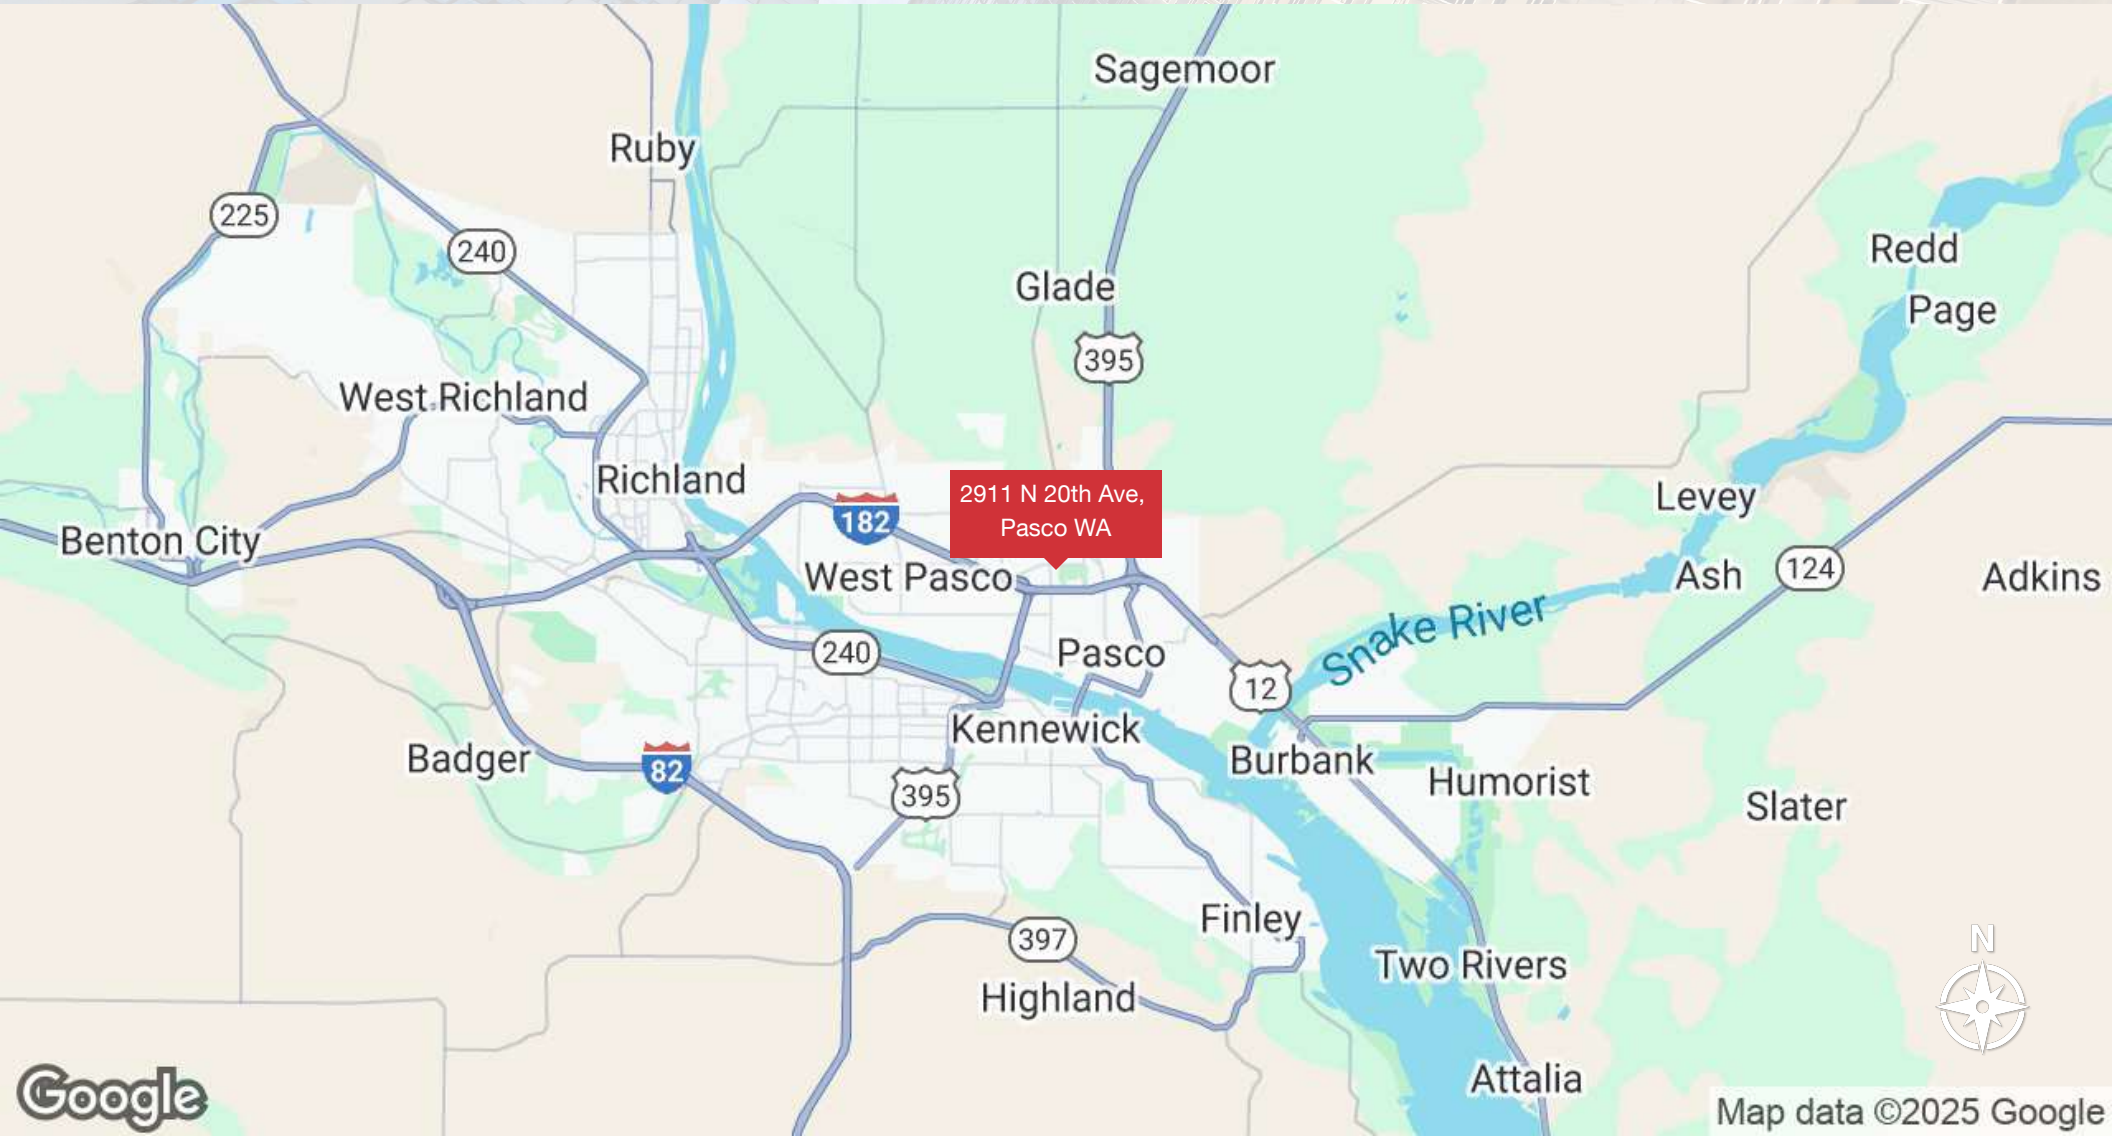 Sagemoor
Ruby
225
240
Redd
Glade
Page
395
West Richland
Richland
2911 N 20th Ave,
Pasco WA
182
Levey
Benton City
West Pasco
Ash
124
Adkins
Snake River
240
Pasco
12
Kennewick
Badger
82
Burbank
Humorist
395
Slater
Finley
397
N
Two Rivers
Highland
Attalia
Google
Map data ©2025 Google